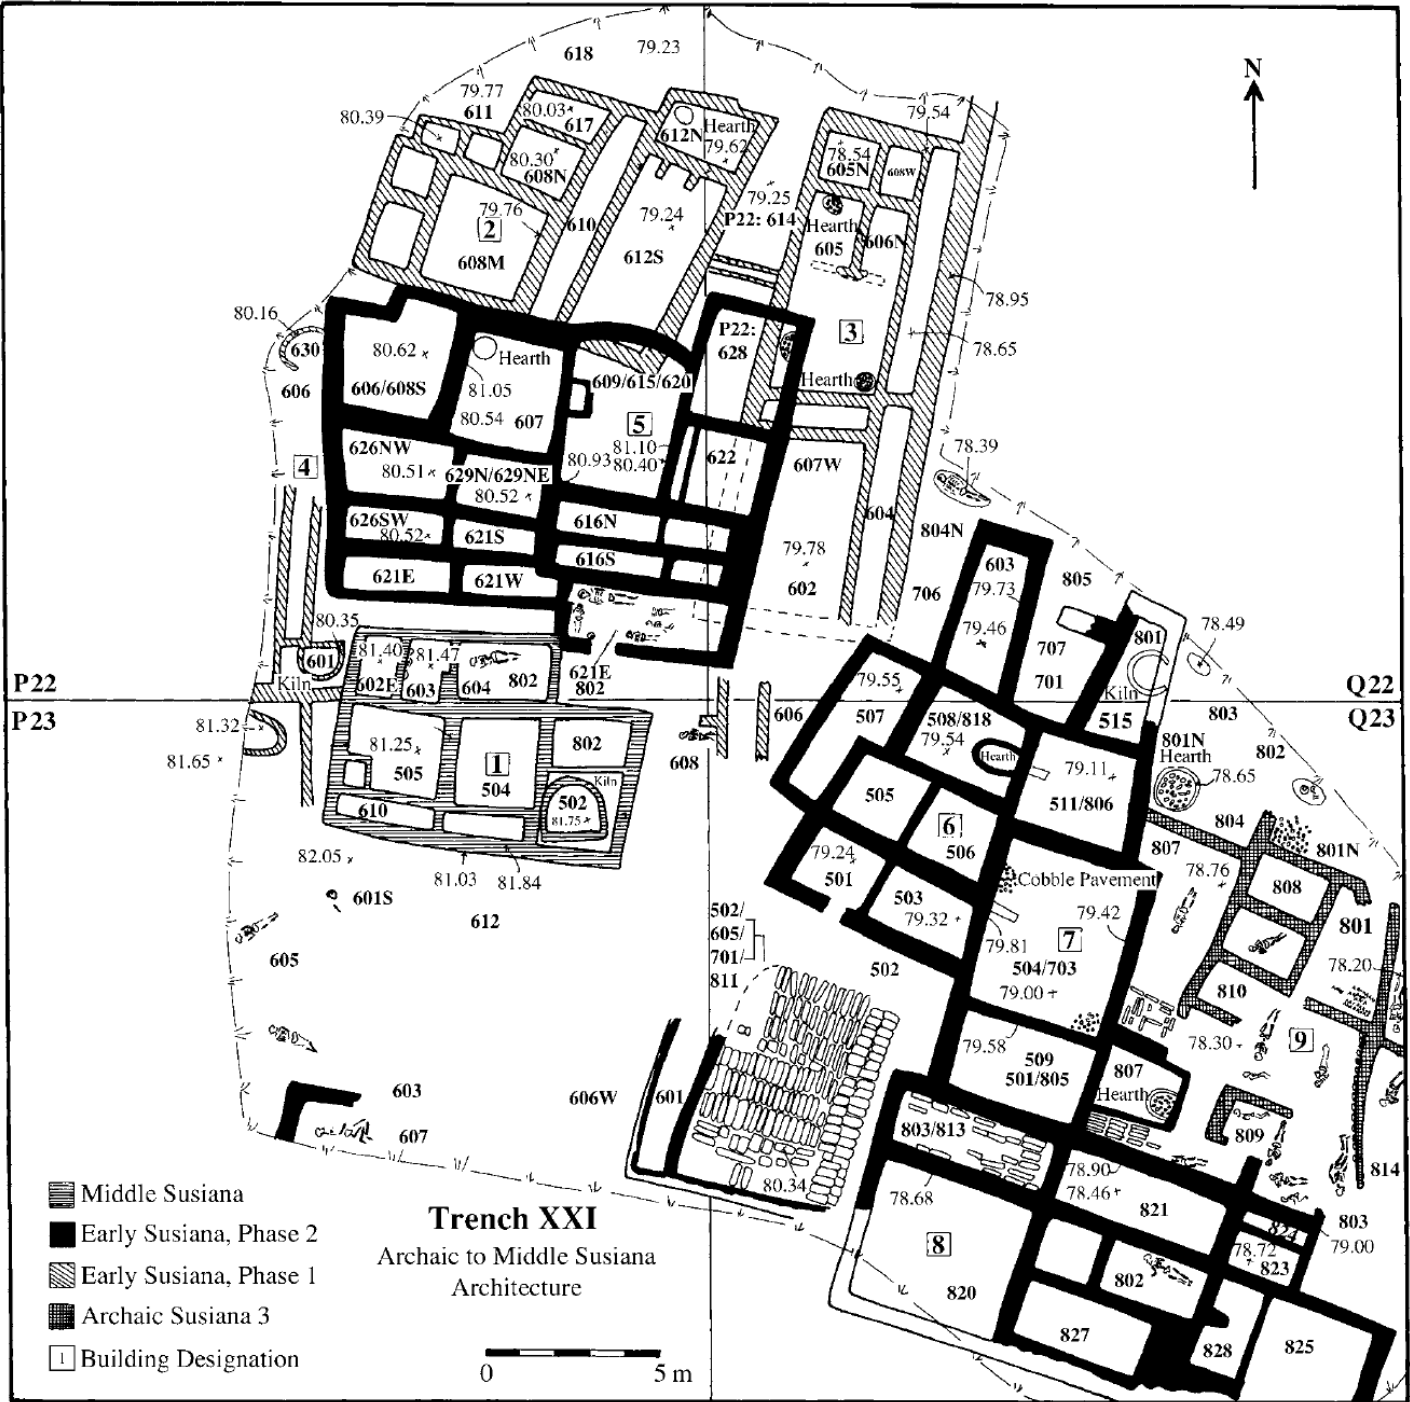 618
79.23
N
79.77
611
80.03
617
80.39
612N
Hearth
79.62
79.54
80.30
608N
78.54
605N
608W
79.25
P22: 614
79.76
2
608M
610
79.24
612S
Hearth
605
606N
78.95
80.16
630
80.62
Hearth
P22:
628
3
78.65
606
606/608S
81.05
80.54
607
609/615/620
Hearth
5
4
626NW
80.51
629N/629NE
80.52
80.93
81.10
80.40
622
607W
78.39
626SW
80.52
621S
616N
604
804N
621E
621W
616S
79.78
602
603
79.73
805
706
80.35
601
81.40
81.47
79.46
707
801
78.49
Kiln
602E
603
604
802
621E
802
701
Kiln
P22
Q22
P23
Q23
79.55
507
508/818
79.54
Hearth
515
803
81.32
81.65
81.25
505
1
504
802
606
608
801N
Hearth
802
78.65
79.11
511/806
Kiln
502
81.75
610
505
6
506
804
801N
82.05
81.03
81.84
79.24
501
807
78.76
808
601S
612
503
79.32
Cobble Pavement
79.42
801
502/
605/
701/
811
79.81
7
504/703
79.00
605
502
78.20
810
78.30
9
79.58
509
501/805
807
Hearth
603
606W
601
607
803/813
809
80.34
78.68
78.90
78.46
821
814
824
803
79.00
8
78.72
823
820
802
827
828
825
Middle Susiana
Early Susiana, Phase 2
Early Susiana, Phase 1
Archaic Susiana 3
1 Building Designation
Trench XXI
Archaic to Middle Susiana
Architecture
0 5 m